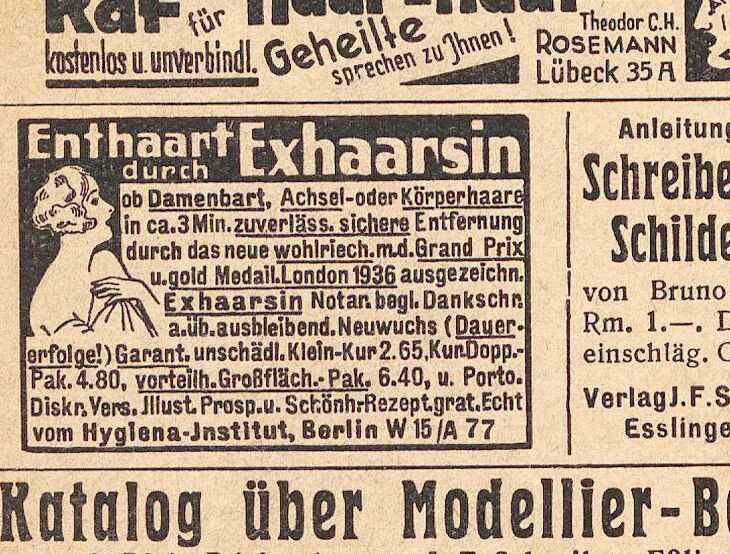 für
kostenlos u. unverbindl.
Geheilte
sprechen zu Jhnen!
Theodor C.H.
ROSEMANN
Lübeck 35A
Enthaart
durch
Exhaarsin
ob Damenbart, Achsel-oder Körperhaare
in ca.3 Min. zuverläss. sichere Entfernung
durch das neue wohlriech.m.d. Grand Prix
u.gold Medail.London 1936 ausgezeichn.
Exhaarsin Notar. begl. Dankschr.
a.üb.ausbleibend. Neuwuchs (Dauer-
erfolge!) Garant. unschädl. Klein-Kur 2.65, Kur.Dopp.-
Pak. 4.80, vorteilh. Großfläch.-Pak. 6.40, u. Porto.
Diskr. Vers. Jllust. Prosp. u. Schönh.-Rezept.grat. Echt
vom Hygiena-Jnstitut, Berlin W 15/A 77
Anleitung
Schreibe
Schilde
von Bruno
Rm. 1.—. D
einschläg.
Verlag J. F. S
Esslinge
Katalog über Modellier-B